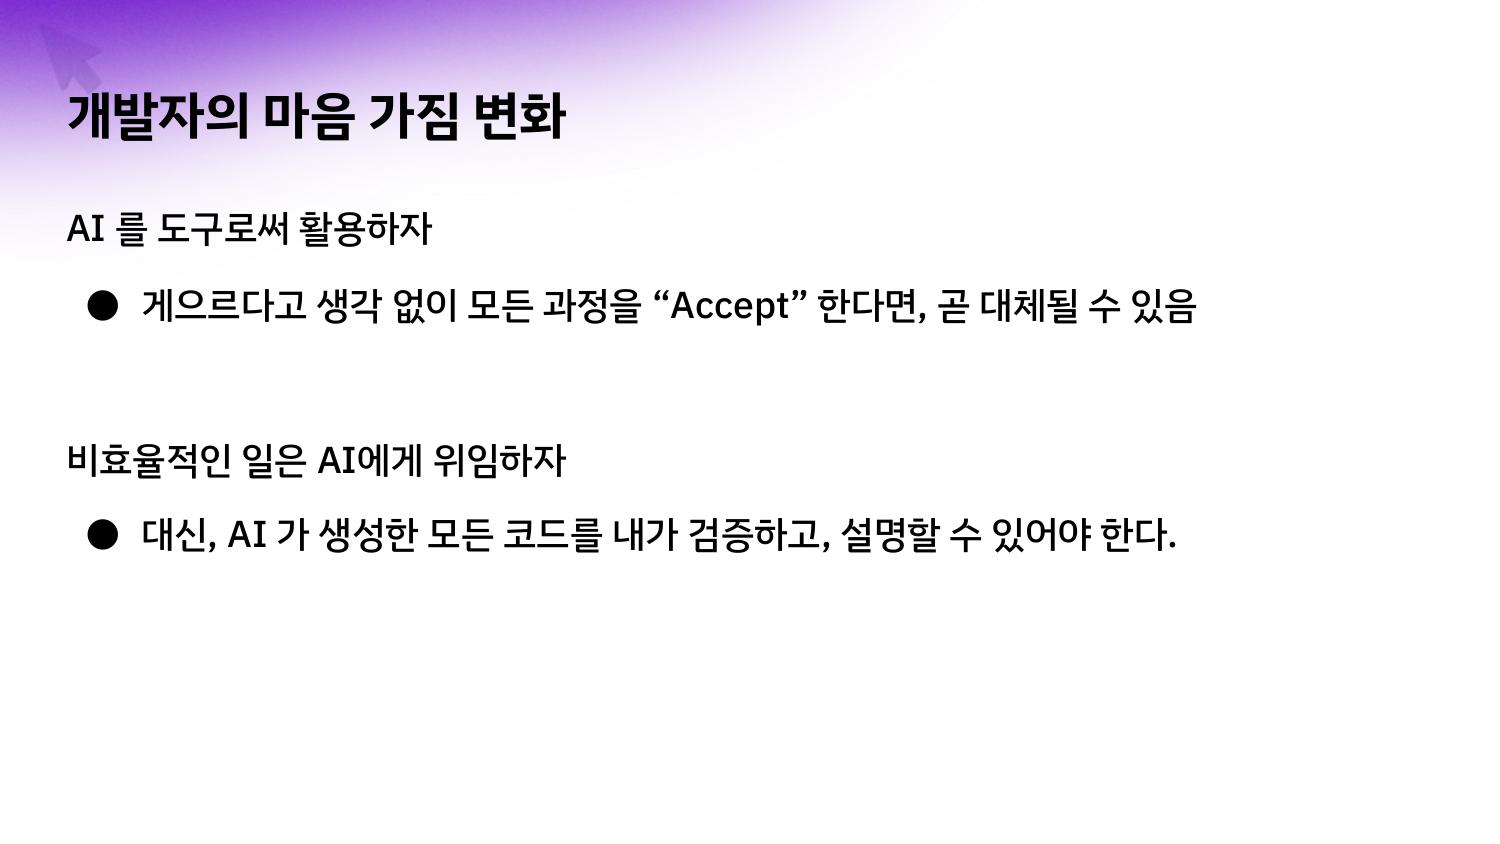 개발자의 마음 가짐 변화
AI 를 도구로써 활용하자
● 게으르다고 생각 없이 모든 과정을 “Accept” 한다면, 곧 대체될 수 있음
비효율적인 일은 AI에게 위임하자
● 대신, AI 가 생성한 모든 코드를 내가 검증하고, 설명할 수 있어야 한다.